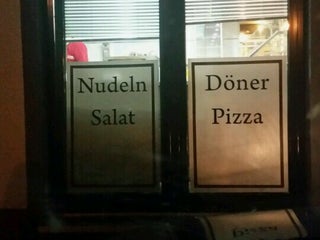 Nudeln
Salat
Döner
Pizza